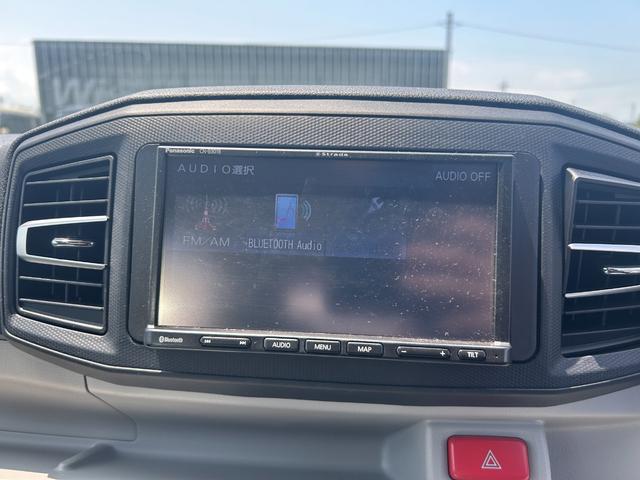 Panasonic
Strada
AUDIO選択
AUDIO OFF
FM/AM
BLUETOOTH Audio
Bluetooth
AUDIO
MENU
MAP
− +
TILT